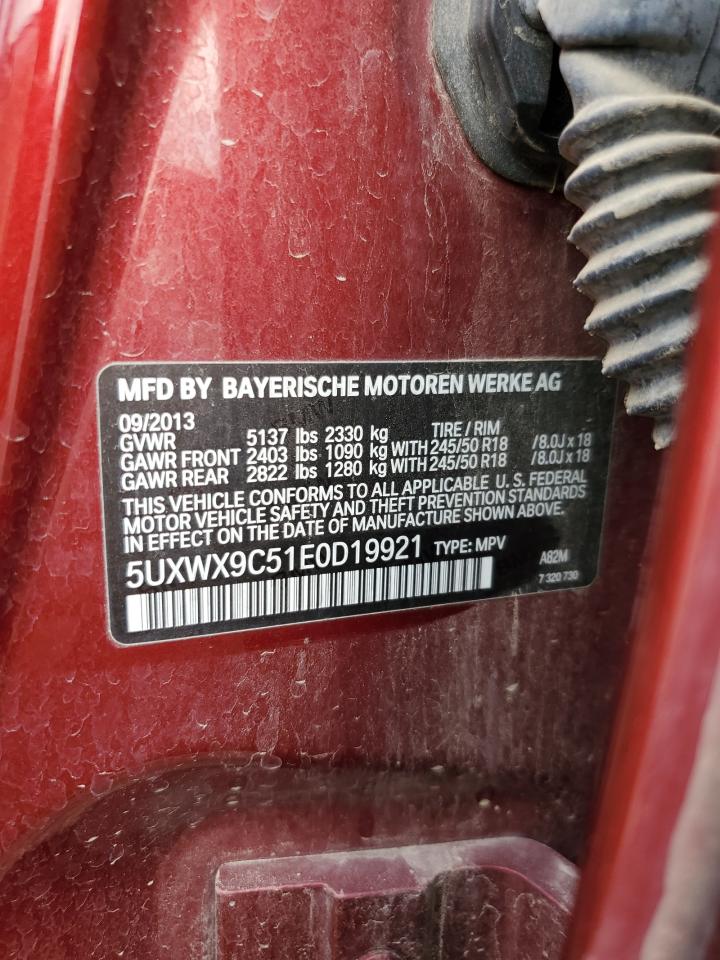 MFD BY BAYERISCHE MOTOREN WERKE AG
09/2013 TIRE / RIM
GVWR 5137 lbs 2330 kg
GAWR FRONT 2403 lbs 1090 kg WITH 245/50 R18 /8.0J x 18
GAWR REAR 2822 lbs 1280 kg WITH 245/50 R18 /8.0J x 18
THIS VEHICLE CONFORMS TO ALL APPLICABLE U.S. FEDERAL
MOTOR VEHICLE SAFETY AND THEFT PREVENTION STANDARDS
IN EFFECT ON THE DATE OF MANUFACTURE SHOWN ABOVE.
5UXWX9C51E0D19921 TYPE: MPV A82M
7 320 730